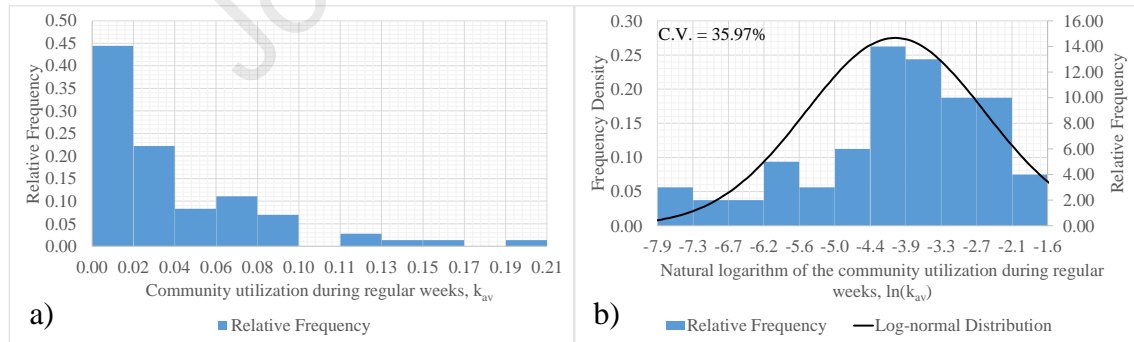 Jo
0.50
0.45
0.40
0.35
0.30
0.25
0.20
0.15
0.10
0.05
0.00
Relative Frequency
0.00 0.02 0.04 0.06 0.08 0.10 0.12 0.13 0.15 0.17 0.19 0.21
Community utilization during regular weeks, kav
a)
Relative Frequency
b)
C.V. = 35.97%
0.30
0.25
0.20
0.15
0.10
0.05
0.00
Frequency Density
16.00
14.00
12.00
10.00
8.00
6.00
4.00
2.00
0.00
Relative Frequency
-7.9 -7.3 -6.7 -6.2 -5.6 -5.0 -4.4 -3.9 -3.3 -2.7 -2.1 -1.6
Natural logarithm of the community utilization during regular
weeks, ln(kav)
b)
Relative Frequency Log-normal Distribution